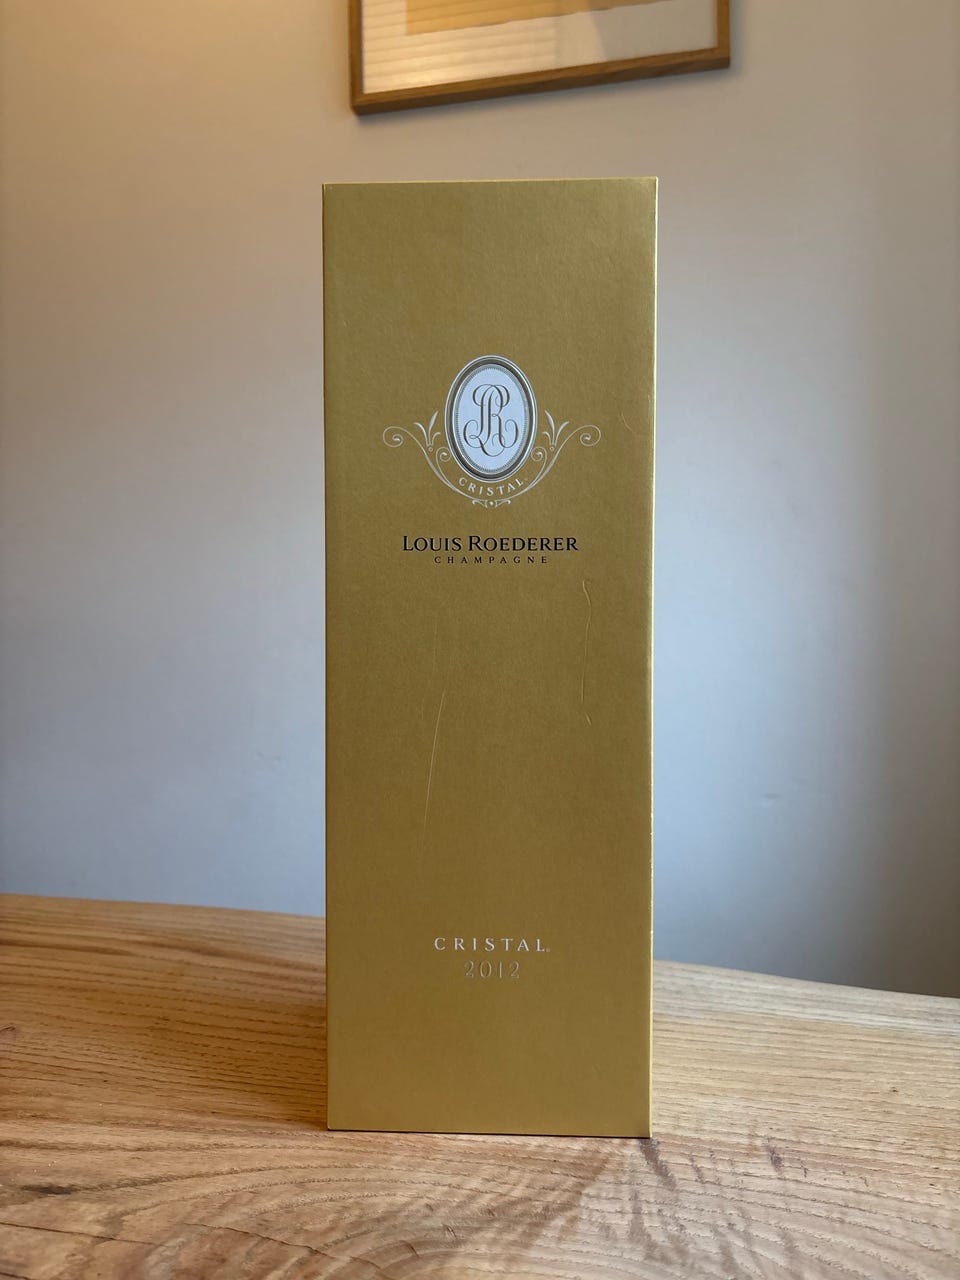 LR
CRISTAL
LOUIS ROEDERER
CHAMPAGNE
CRISTAL®
2012